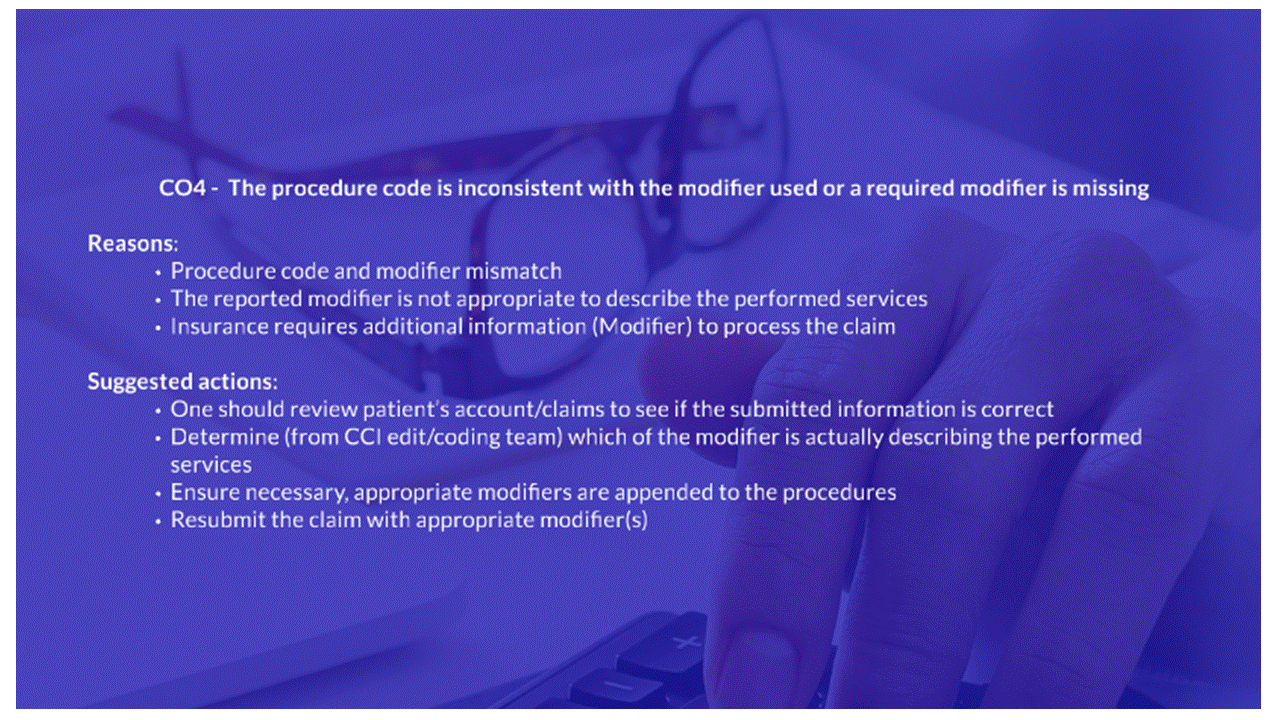 CO4 -  The procedure code is inconsistent with the modifier used or a required modifier is missing
Reasons:
• Procedure code and modifier mismatch
• The reported modifier is not appropriate to describe the performed services
• Insurance requires additional information (Modifier) to process the claim
Suggested actions:
• One should review patient's account/claims to see if the submitted information is correct
• Determine (from CCI edit/coding team) which of the modifier is actually describing the performed
services
• Ensure necessary, appropriate modifiers are appended to the procedures
• Resubmit the claim with appropriate modifier(s)